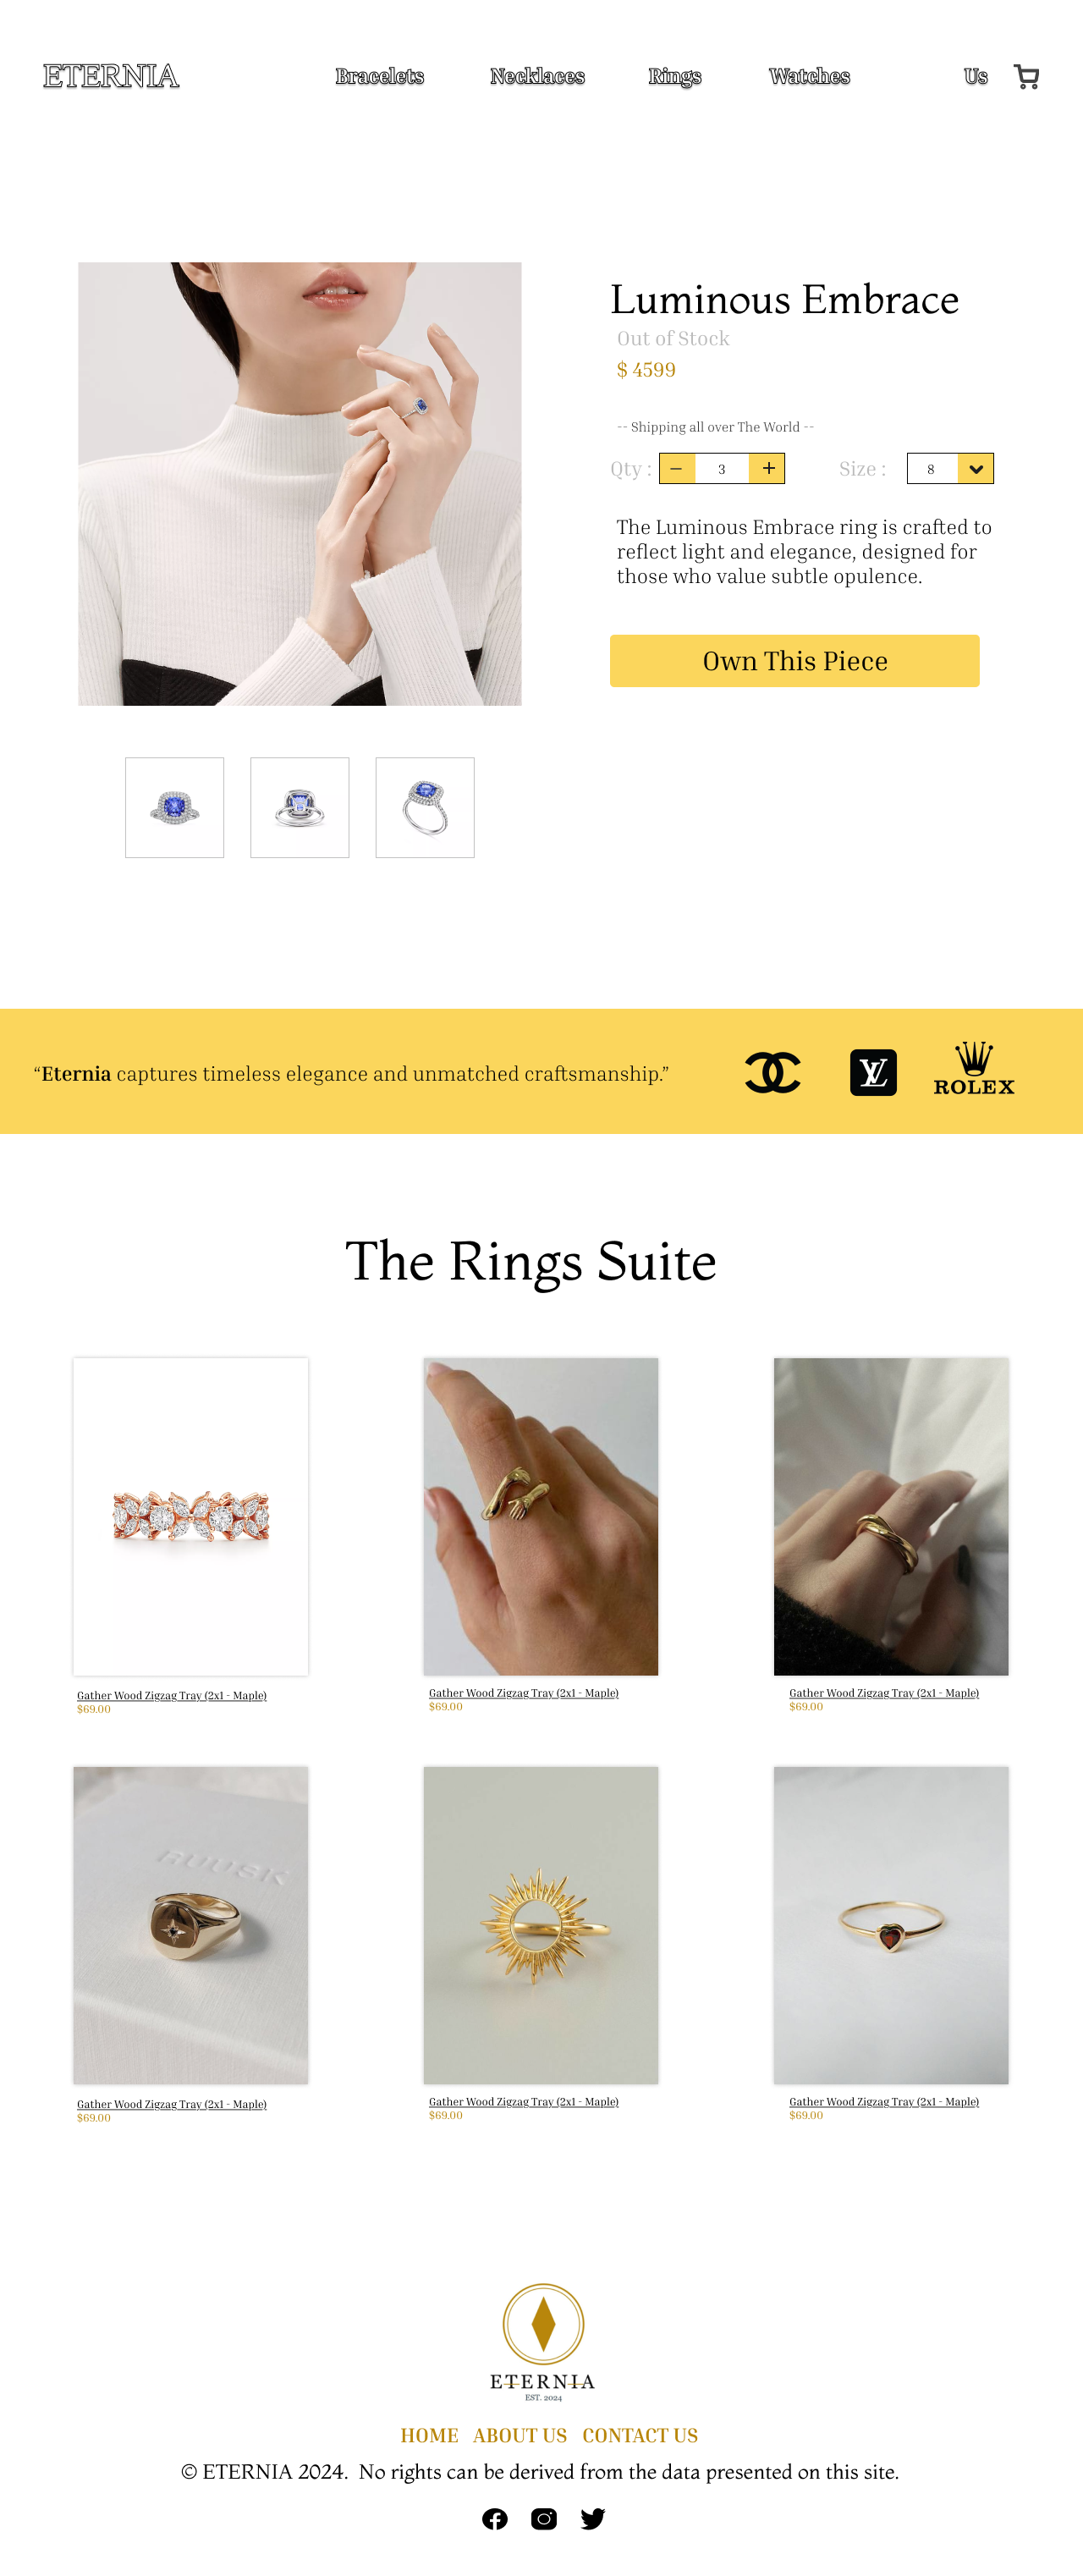 ETERNIA
Bracelets
Necklaces
Rings
Watches
Us
Luminous Embrace
Out of Stock
$ 4599
-- Shipping all over The World --
Qty :
3
Size :
8
The Luminous Embrace ring is crafted to
reflect light and elegance, designed for
those who value subtle opulence.
Own This Piece
“Eternia captures timeless elegance and unmatched craftsmanship.”
LV
ROLEX
The Rings Suite
Gather Wood Zigzag Tray (2x1 - Maple)
$69.00
Gather Wood Zigzag Tray (2x1 - Maple)
$69.00
Gather Wood Zigzag Tray (2x1 - Maple)
$69.00
Gather Wood Zigzag Tray (2x1 - Maple)
$69.00
Gather Wood Zigzag Tray (2x1 - Maple)
$69.00
Gather Wood Zigzag Tray (2x1 - Maple)
$69.00
ETERNIA
EST. 2024
HOME ABOUT US CONTACT US
© ETERNIA 2024. No rights can be derived from the data presented on this site.